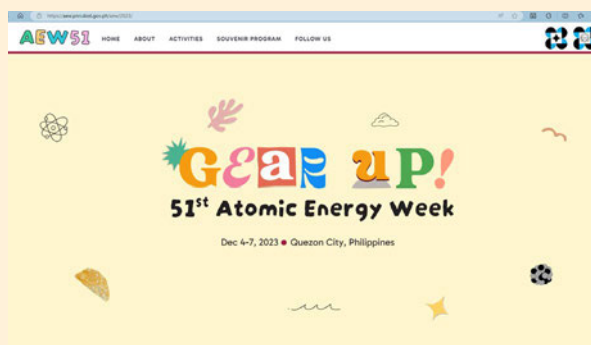 AEW51 HOME ABOUT ACTIVITIES SOUVENIR PROGRAM FOLLOW US
GEAR UP!
51st Atomic Energy Week
Dec 4-7, 2023 • Quezon City, Philippines